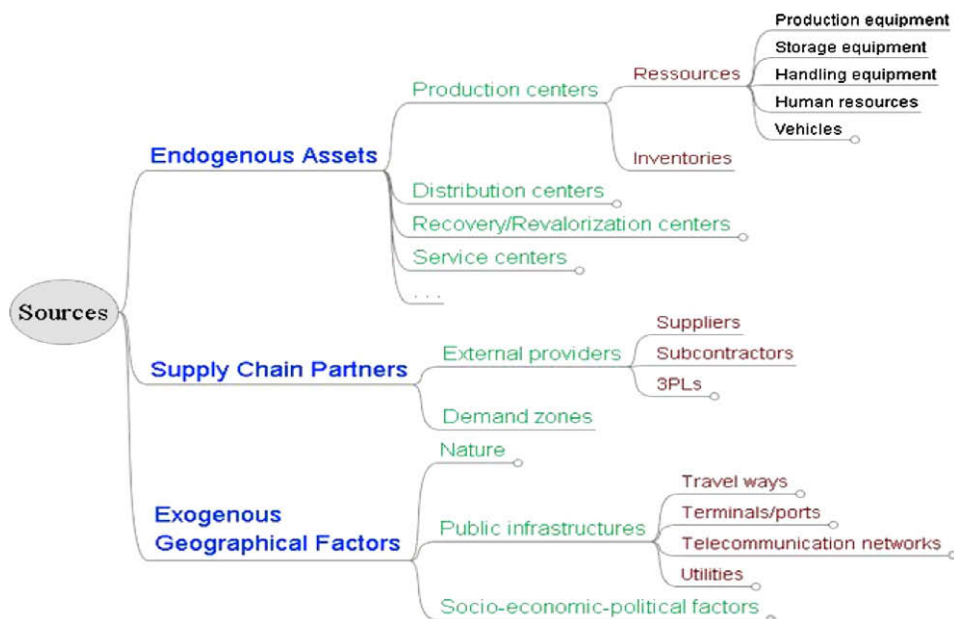 Sources
Endogenous Assets
Production centers
Ressources
Production equipment
Storage equipment
Handling equipment
Human resources
Vehicles
Inventories
Distribution centers
Recovery/Revalorization centers
Service centers
. . .
Supply Chain Partners
External providers
Suppliers
Subcontractors
3PLs
Demand zones
Exogenous
Geographical Factors
Nature
Public infrastructures
Travel ways
Terminals/ports
Telecommunication networks
Utilities
Socio-economic-political factors